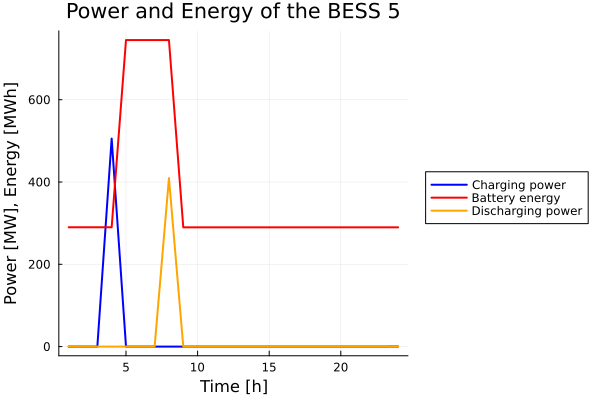 Power and Energy of the BESS 5
Power [MW], Energy [MWh]
600
400
200
0
5
10
15
20
Time [h]
Charging power
Battery energy
Discharging power